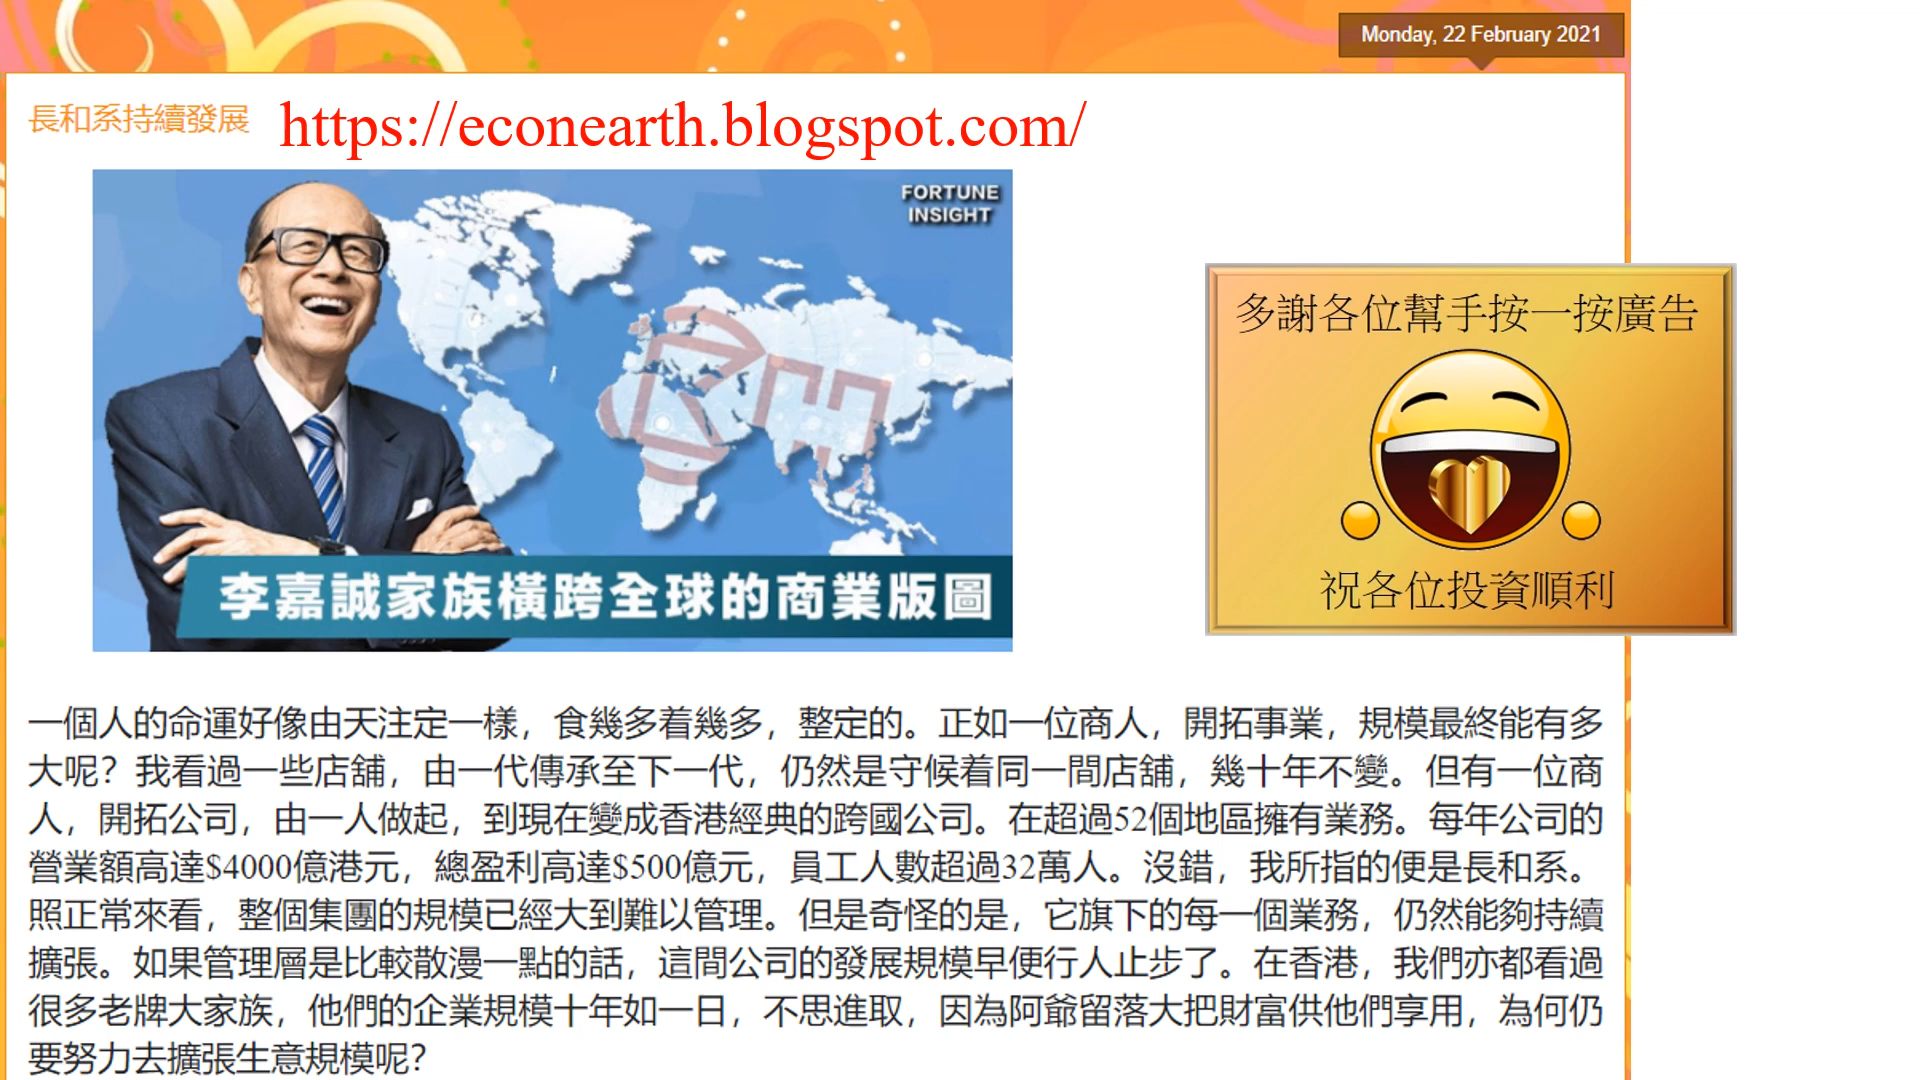 Monday, 22 February 2021
長和系持續發展
https://econearth.blogspot.com/
FORTUNE
INSIGHT
李嘉誠家族橫跨全球的商業版圖
多謝各位幫手按一按廣告
祝各位投資順利
一個人的命運好像由天注定一樣，食幾多着幾多，整定的。正如一位商人，開拓事業，規模最終能有多
大呢？我看過一些店舖，由一代傳承至下一代，仍然是守候着同一間店舖，幾十年不變。但有一位商
人，開拓公司，由一人做起，到現在變成香港經典的跨國公司。在超過52個地區擁有業務。每年公司的
營業額高達$4000億港元，總盈利高達$500億元，員工人數超過32萬人。沒錯，我所指的便是長和系。
照正常來看，整個集團的規模已經大到難以管理。但是奇怪的是，它旗下的每一個業務，仍然能夠持續
擴張。如果管理層是比較散漫一點的話，這間公司的發展規模早便行人止步了。在香港，我們亦都看過
很多老牌大家族，他們的企業規模十年如一日，不思進取，因為阿爺留落大把財富供他們享用，為何仍
要努力去擴張生意規模呢？